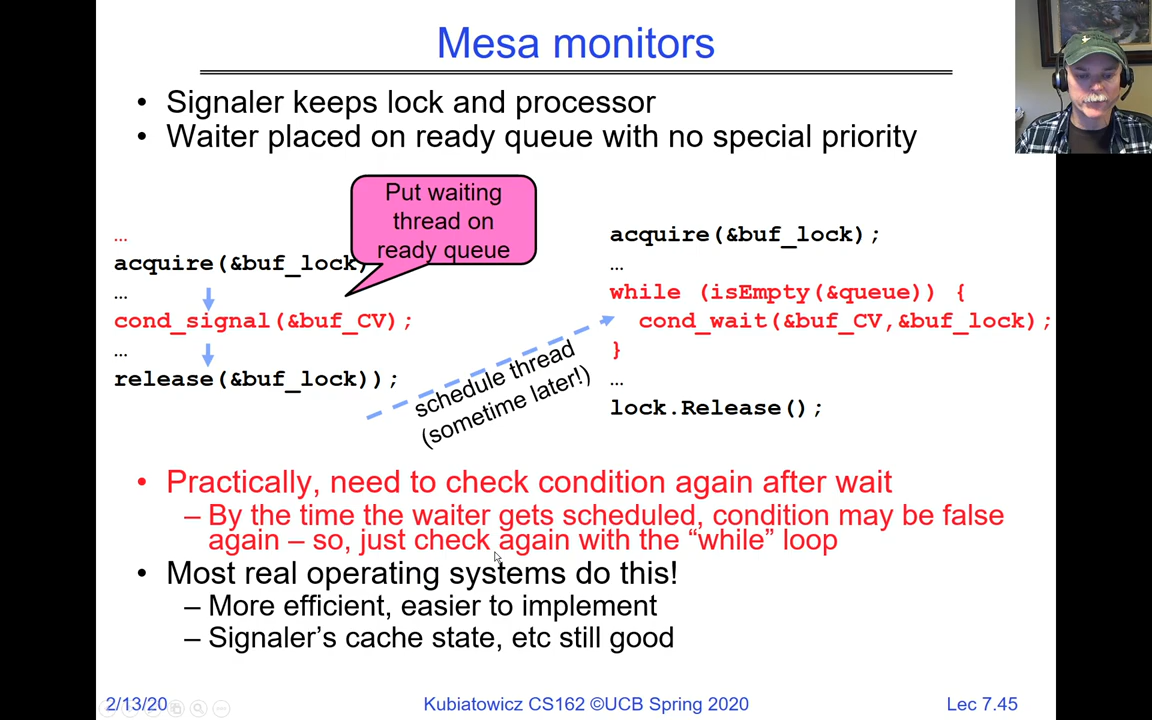 Mesa monitors
• Signaler keeps lock and processor
• Waiter placed on ready queue with no special priority
Put waiting
thread on
ready queue
…
acquire(&buf_lock)
…
cond_signal(&buf_CV);
…
release(&buf_lock));
schedule thread
(sometime later!)
acquire(&buf_lock);
…
while (isEmpty(&queue)) {
cond_wait(&buf_CV,&buf_lock);
}
…
lock.Release();
• Practically, need to check condition again after wait
– By the time the waiter gets scheduled, condition may be false
again – so, just check again with the “while” loop
• Most real operating systems do this!
– More efficient, easier to implement
– Signaler’s cache state, etc still good
2/13/20
Kubiatowicz CS162 ©UCB Spring 2020
Lec 7.45